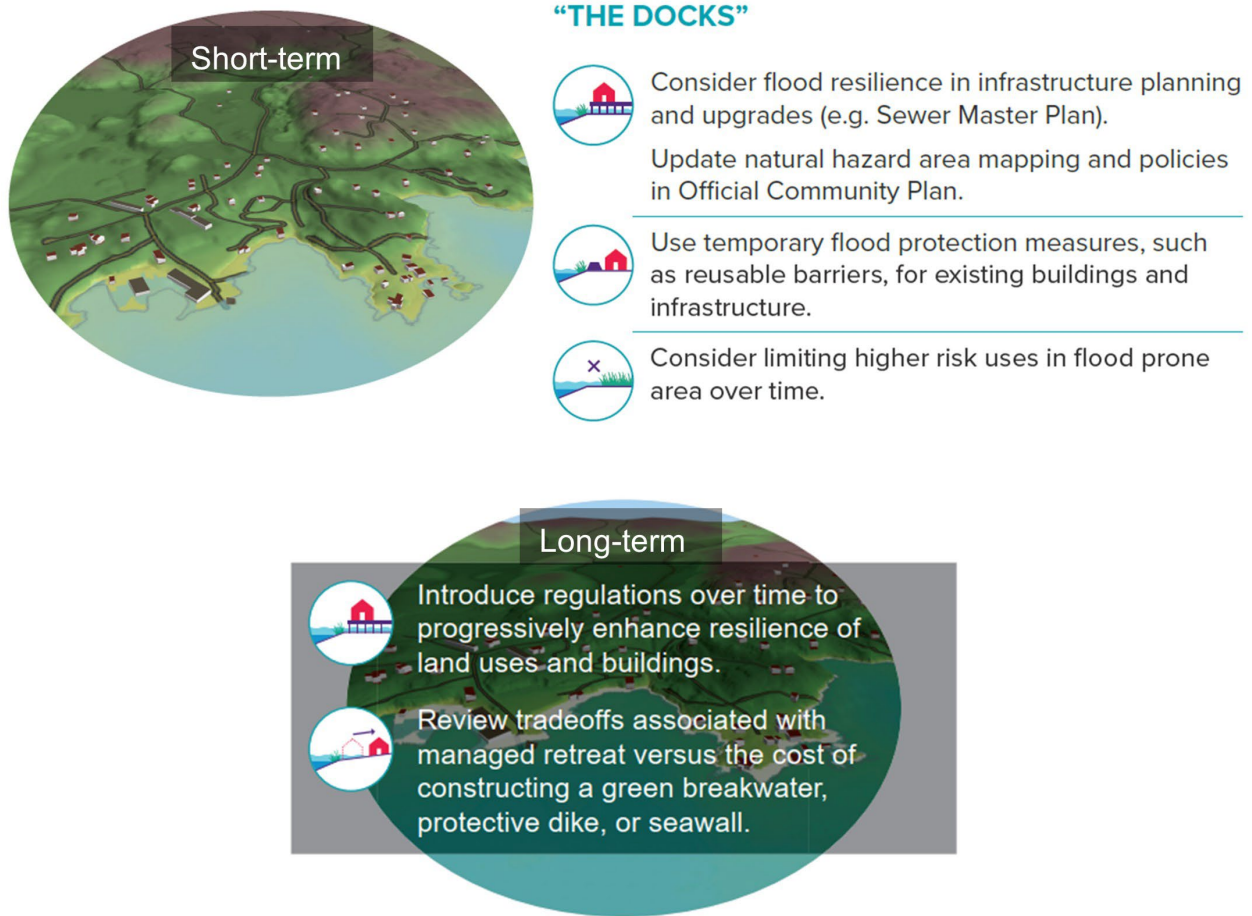 "THE DOCKS"
Short-term
Consider flood resilience in infrastructure planning
and upgrades (e.g. Sewer Master Plan).
Update natural hazard area mapping and policies
in Official Community Plan.
Use temporary flood protection measures, such
as reusable barriers, for existing buildings and
infrastructure.
Consider limiting higher risk uses in flood prone
area over time.
Long-term
Introduce regulations over time to
progressively enhance resilience of
land uses and buildings.
Review tradeoffs associated with
managed retreat versus the cost of
constructing a green breakwater,
protective dike, or seawall.